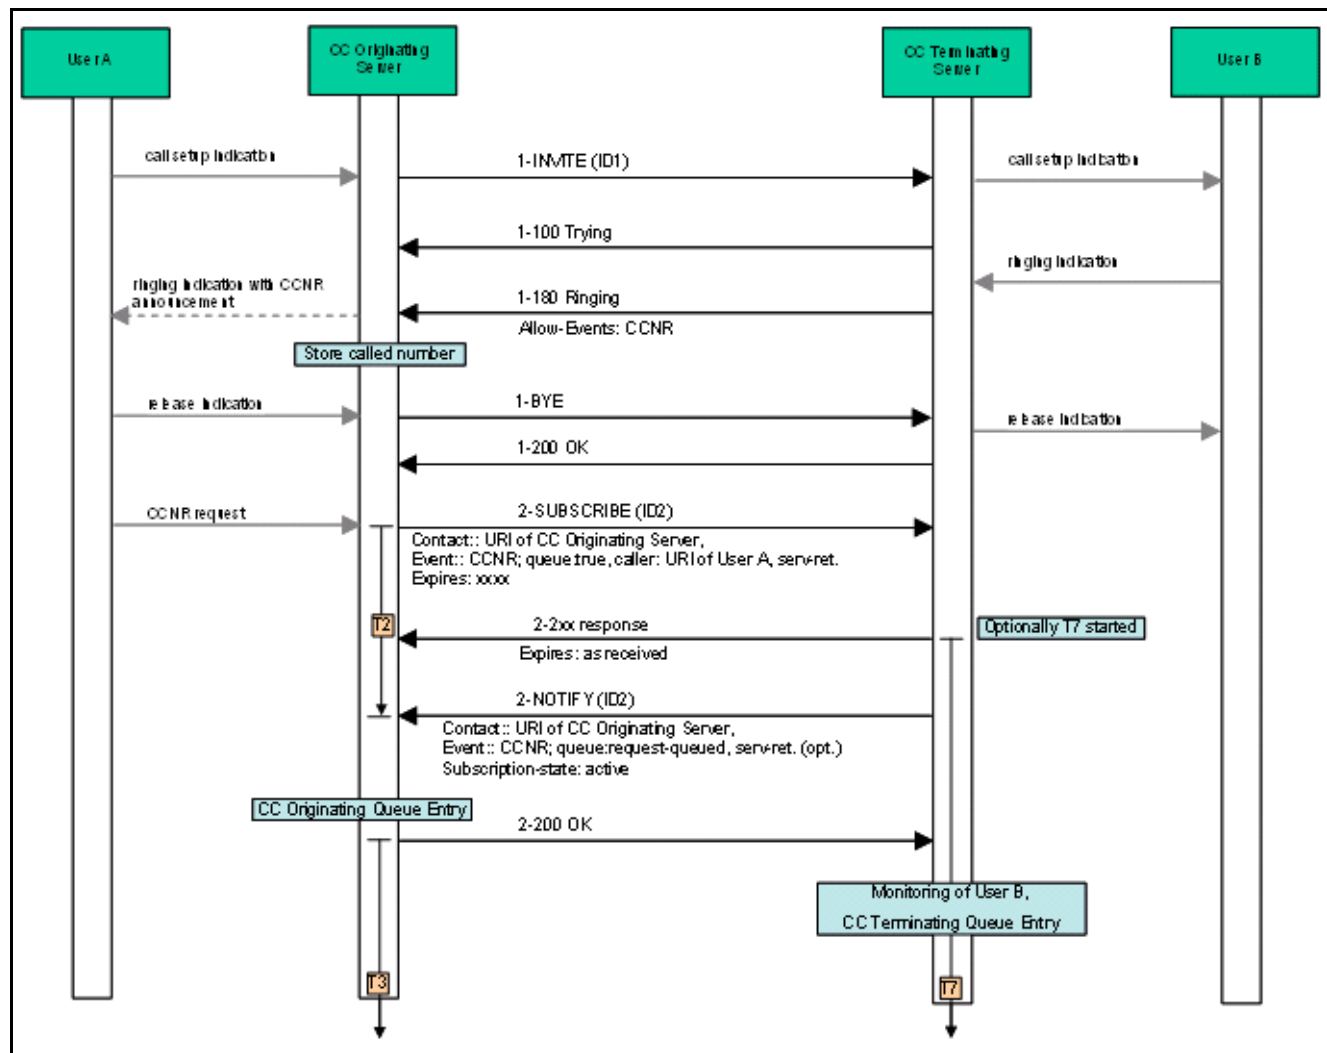 User A
CC Originating
Server
CC Terminating
Server
User B
call setup indication
1-INVITE (ID1)
call setup indication
1-100 Trying
ringing indication
ringing indication with CCNR
announcement
1-180 Ringing
Allow-Events: CCNR
Store called number
release indication
1-BYE
release indication
1-200 OK
CCNR request
2-SUBSCRIBE (ID2)
Contact:: URI of CC Originating Server,
Event:: CCNR; queue:true, caller: URI of User A, serv-ret.
Expires: xxxx
T2
2-2xx response
Optionally T7 started
Expires: as received
2-NOTIFY (ID2)
Contact:: URI of CC Originating Server,
Event:: CCNR; queue:request-queued, serv-ret. (opt.)
Subscription-state: active
CC Originating Queue Entry
2-200 OK
Monitoring of User B,
CC Terminating Queue Entry
T3
T7